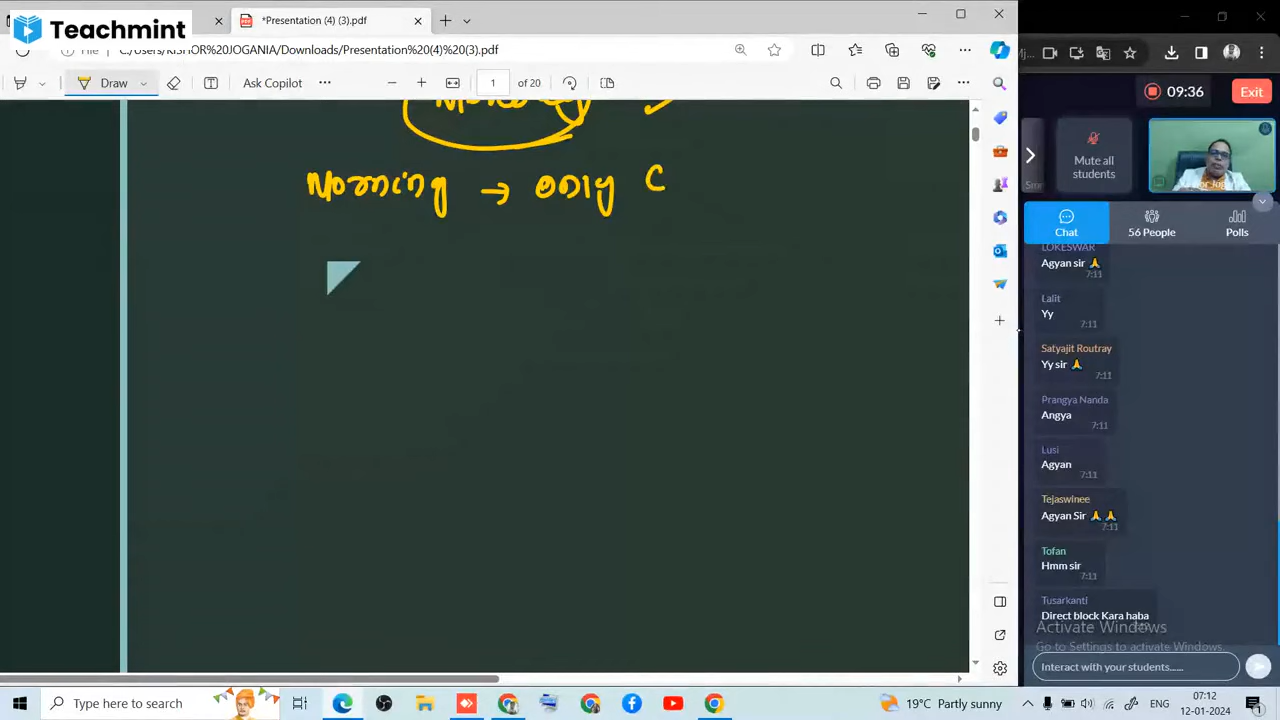 Teachmint
*Presentation (4) (3).pdf
File
C:/Users/KISHOR%20JOGANIA/Downloads/Presentation%20(4)%20(3).pdf
Draw
Ask Copilot
1 of 20
Morning → only C
09:36 Exit
Mute all
students
Chat
56 People
Polls
LOKESWAR
Agyan sir 🙏
7:11
Lalit
Yy
7:11
Satyajit Routray
Yy sir 🙏
7:11
Prangya Nanda
Angya
7:11
Lusi
Agyan
7:11
Tejaswinee
Agyan Sir 🙏🙏
7:11
Tofan
Hmm sir
7:11
Tusarkanti
Direct block Kara haba
Activate Windows
Go to Settings to activate Windows.
Interact with your students......
Type here to search
19°C Partly sunny
ENG
07:12
12-01-2024